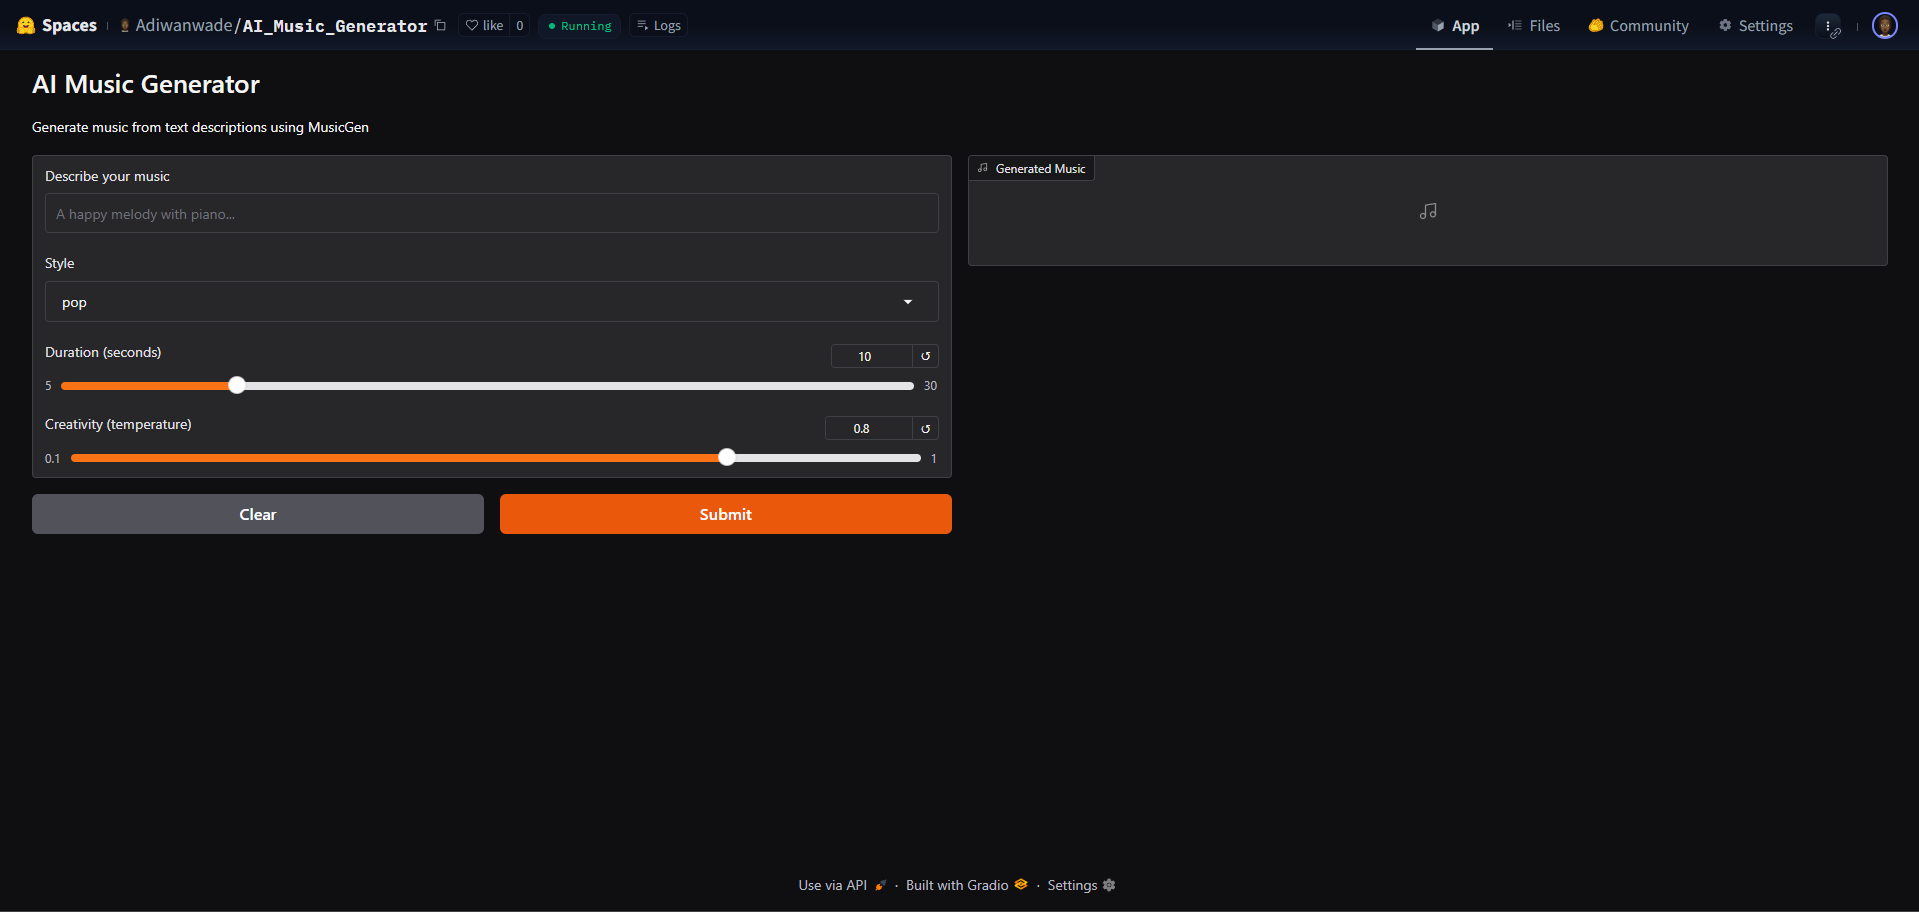 Spaces Adiwanwade/AI_Music_Generator like 0 Running Logs App Files Community Settings
AI Music Generator
Generate music from text descriptions using MusicGen
Describe your music
A happy melody with piano...
Style
pop
Duration (seconds) 10
5 30
Creativity (temperature) 0.8
0.1 1
Clear Submit
Generated Music
Use via API · Built with Gradio · Settings